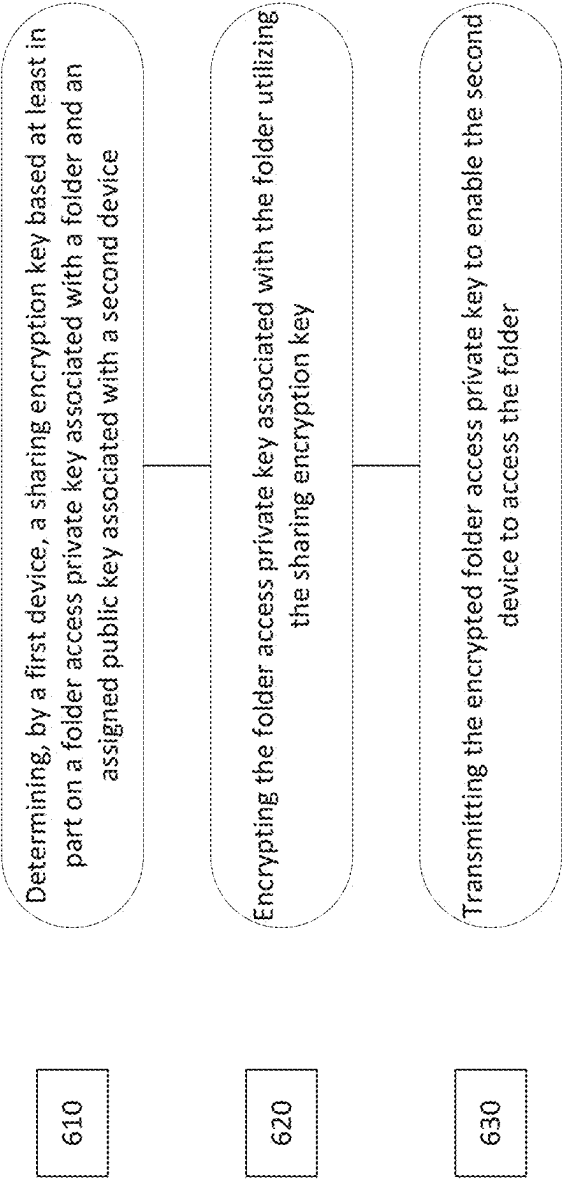 610
Determining, by a first device, a sharing encryption key based at least in
part on a folder access private key associated with a folder and an
assigned public key associated with a second device
620
Encrypting the folder access private key associated with the folder utilizing
the sharing encryption key
630
Transmitting the encrypted folder access private key to enable the second
device to access the folder